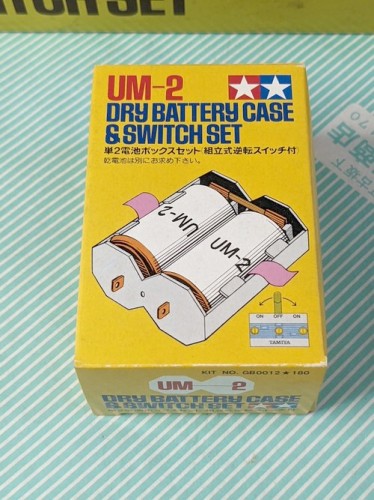 UM-2
DRY BATTERY CASE
& SWITCH SET
単2電池ボックスセット 組立式逆転スイッチ付
乾電池は別にお求め下さい。
UM-2
UM-2
ON OFF ON
TAMIYA
KIT NO. GB0012★180
UM 2
DRY BATTERY CASE
& SWITCH SET